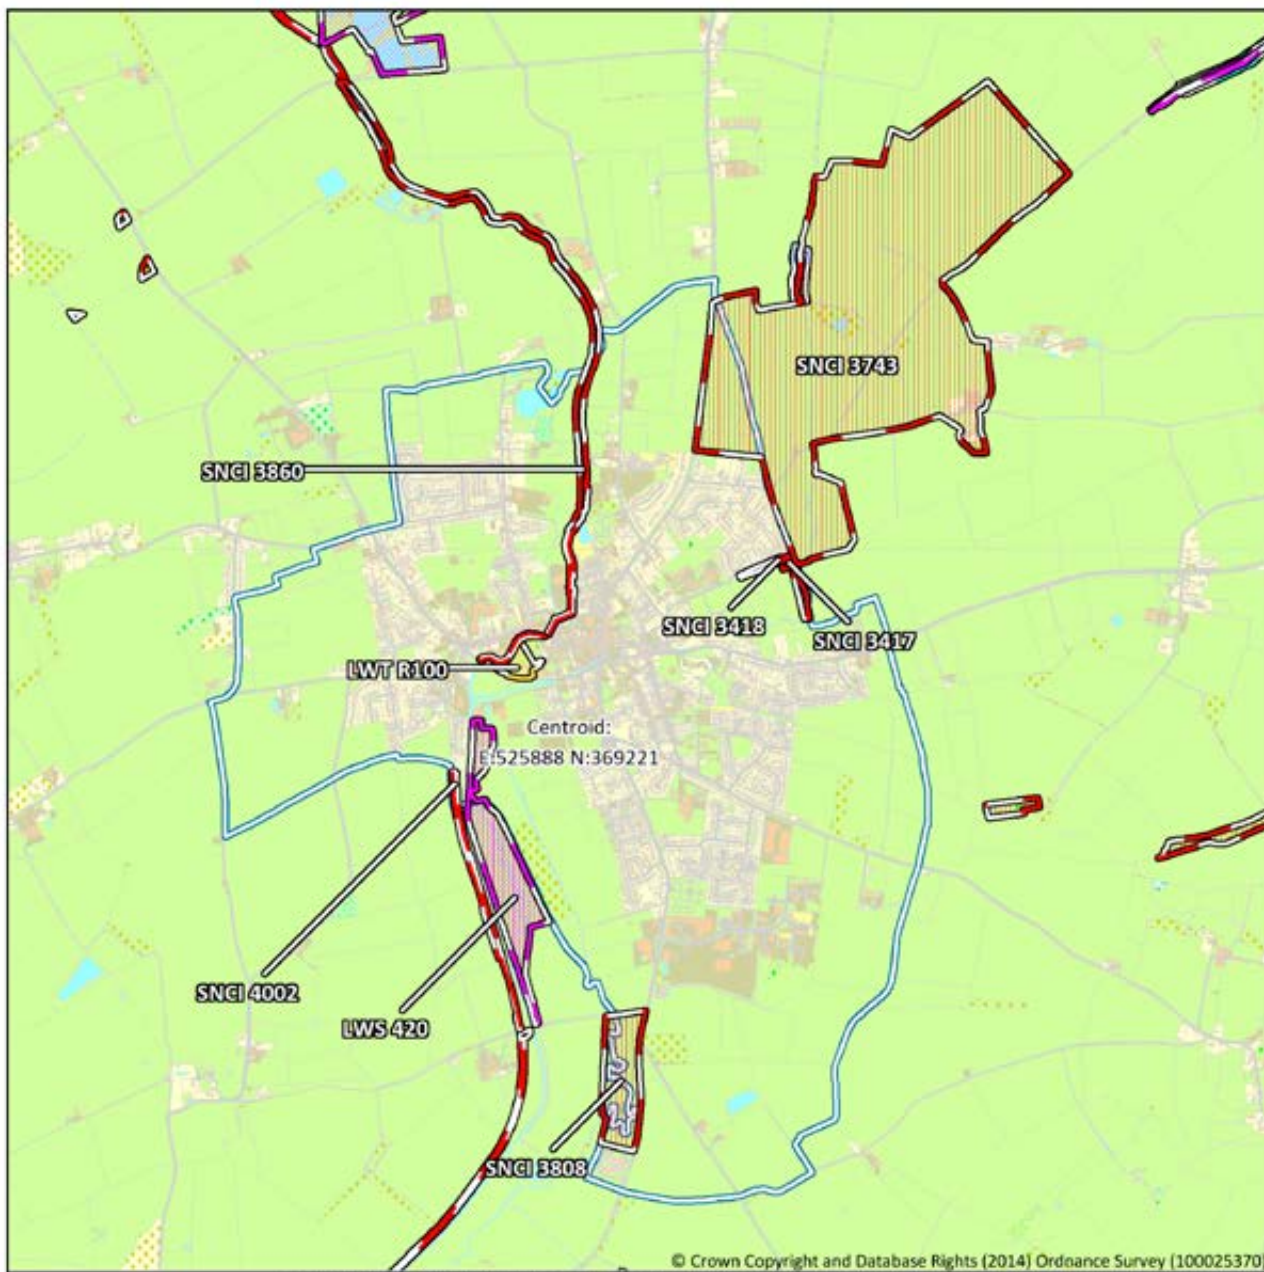 SNCI 3743
SNCI 3860
SNCI 3418
SNCI 3417
LWT R100
Centroid:
E:525888 N:369221
SNCI 4002
LWS 420
SNCI 3808
© Crown Copyright and Database Rights (2014) Ordnance Survey (100025370)